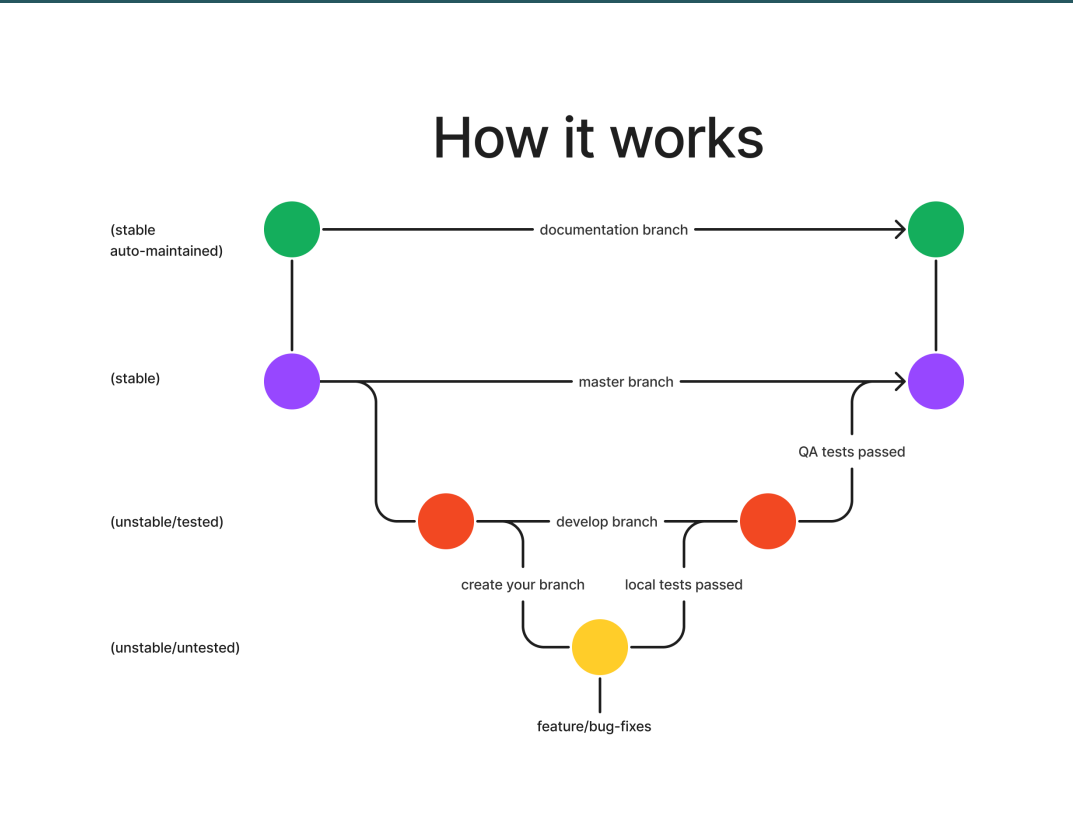 How it works
(stable
auto-maintained)
documentation branch
(stable)
master branch
QA tests passed
(unstable/tested)
develop branch
create your branch
local tests passed
(unstable/untested)
feature/bug-fixes